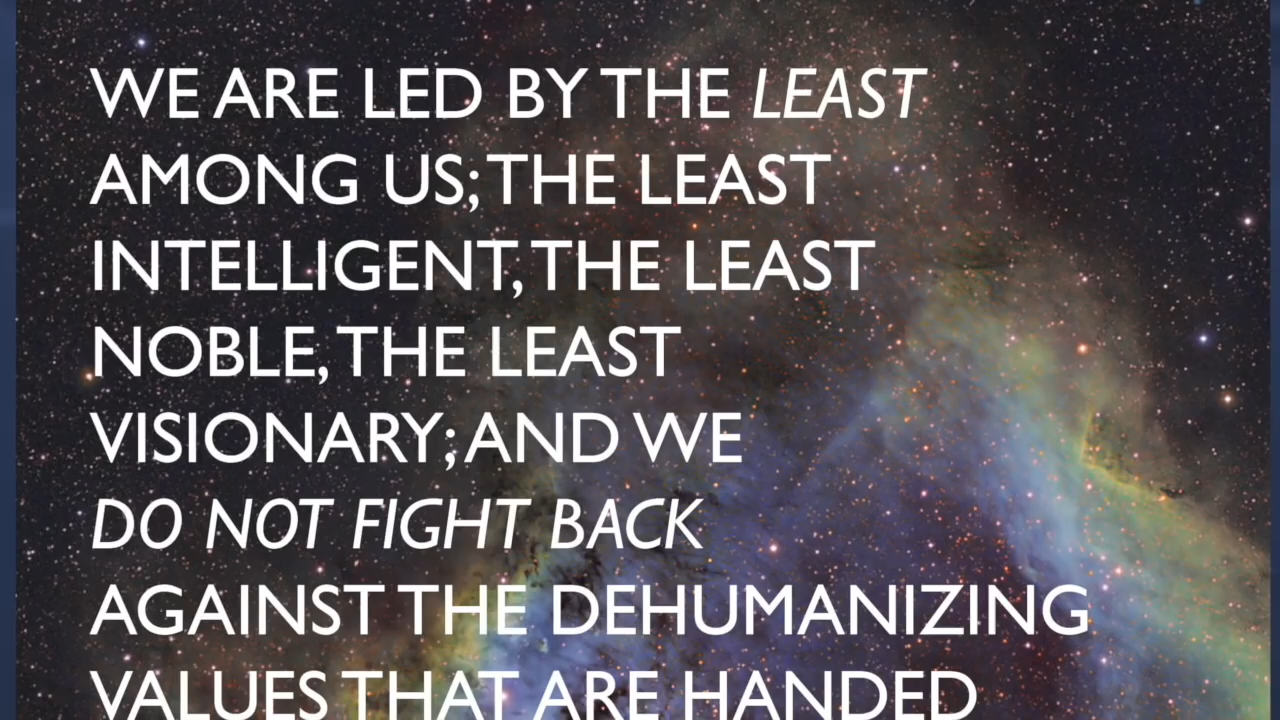 WE ARE LED BY THE LEAST
AMONG US; THE LEAST
INTELLIGENT, THE LEAST
NOBLE, THE LEAST
VISIONARY; AND WE
DO NOT FIGHT BACK
AGAINST THE DEHUMANIZING
VALUES THAT ARE HANDED